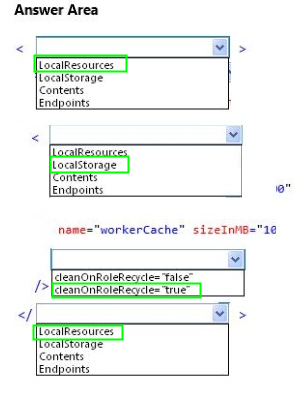 Answer Area
< >
LocalResources
LocalStorage
Contents
Endpoints
<
LocalResources
LocalStorage
Contents
Endpoints
00"
name="workerCache" sizeInMB="10
cleanOnRoleRecycle="false"
/> cleanOnRoleRecycle="true"
</ >
LocalResources
LocalStorage
Contents
Endpoints